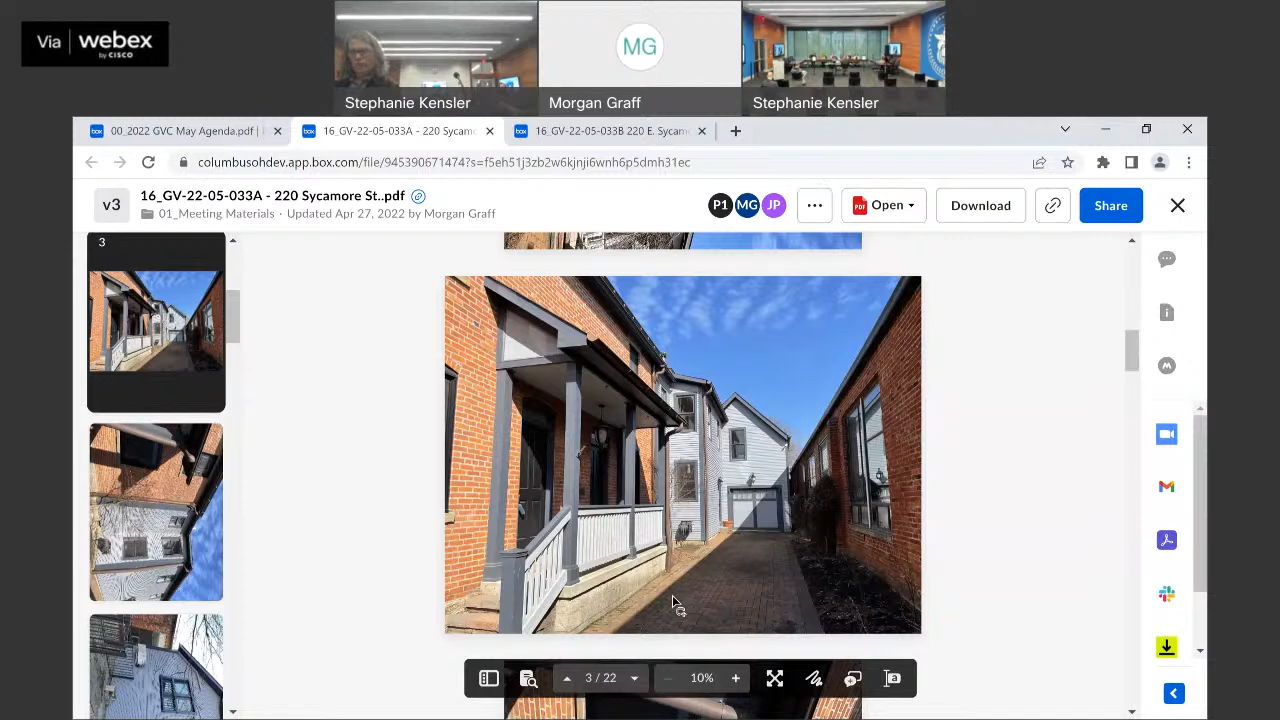 Via webex
by CISCO
MG
Stephanie Kensler
Morgan Graff
Stephanie Kensler
00_2022 GVC May Agenda.pdf |
16_GV-22-05-033A - 220 Sycam
16_GV-22-05-033B 220 E. Sycam
columbusohdev.app.box.com/file/945390671474?s=f5eh51j3zb2w6kjnji6wnh6p5dmh31ec
v3
16_GV-22-05-033A - 220 Sycamore St..pdf
01_Meeting Materials · Updated Apr 27, 2022 by Morgan Graff
P1 MG JP
PDF Open
Download
Share
3
3 / 22
10%